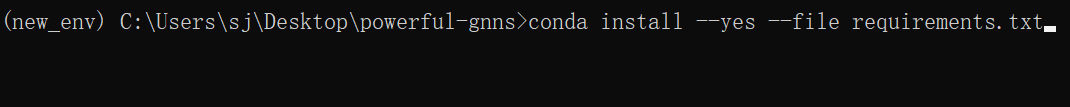 (new_env) C:\Users\sj\Desktop\powerful-gnns>conda install --yes --file requirements.txt